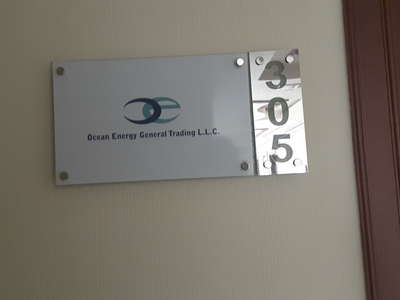 Ocean Energy General Trading L.L.C.
305